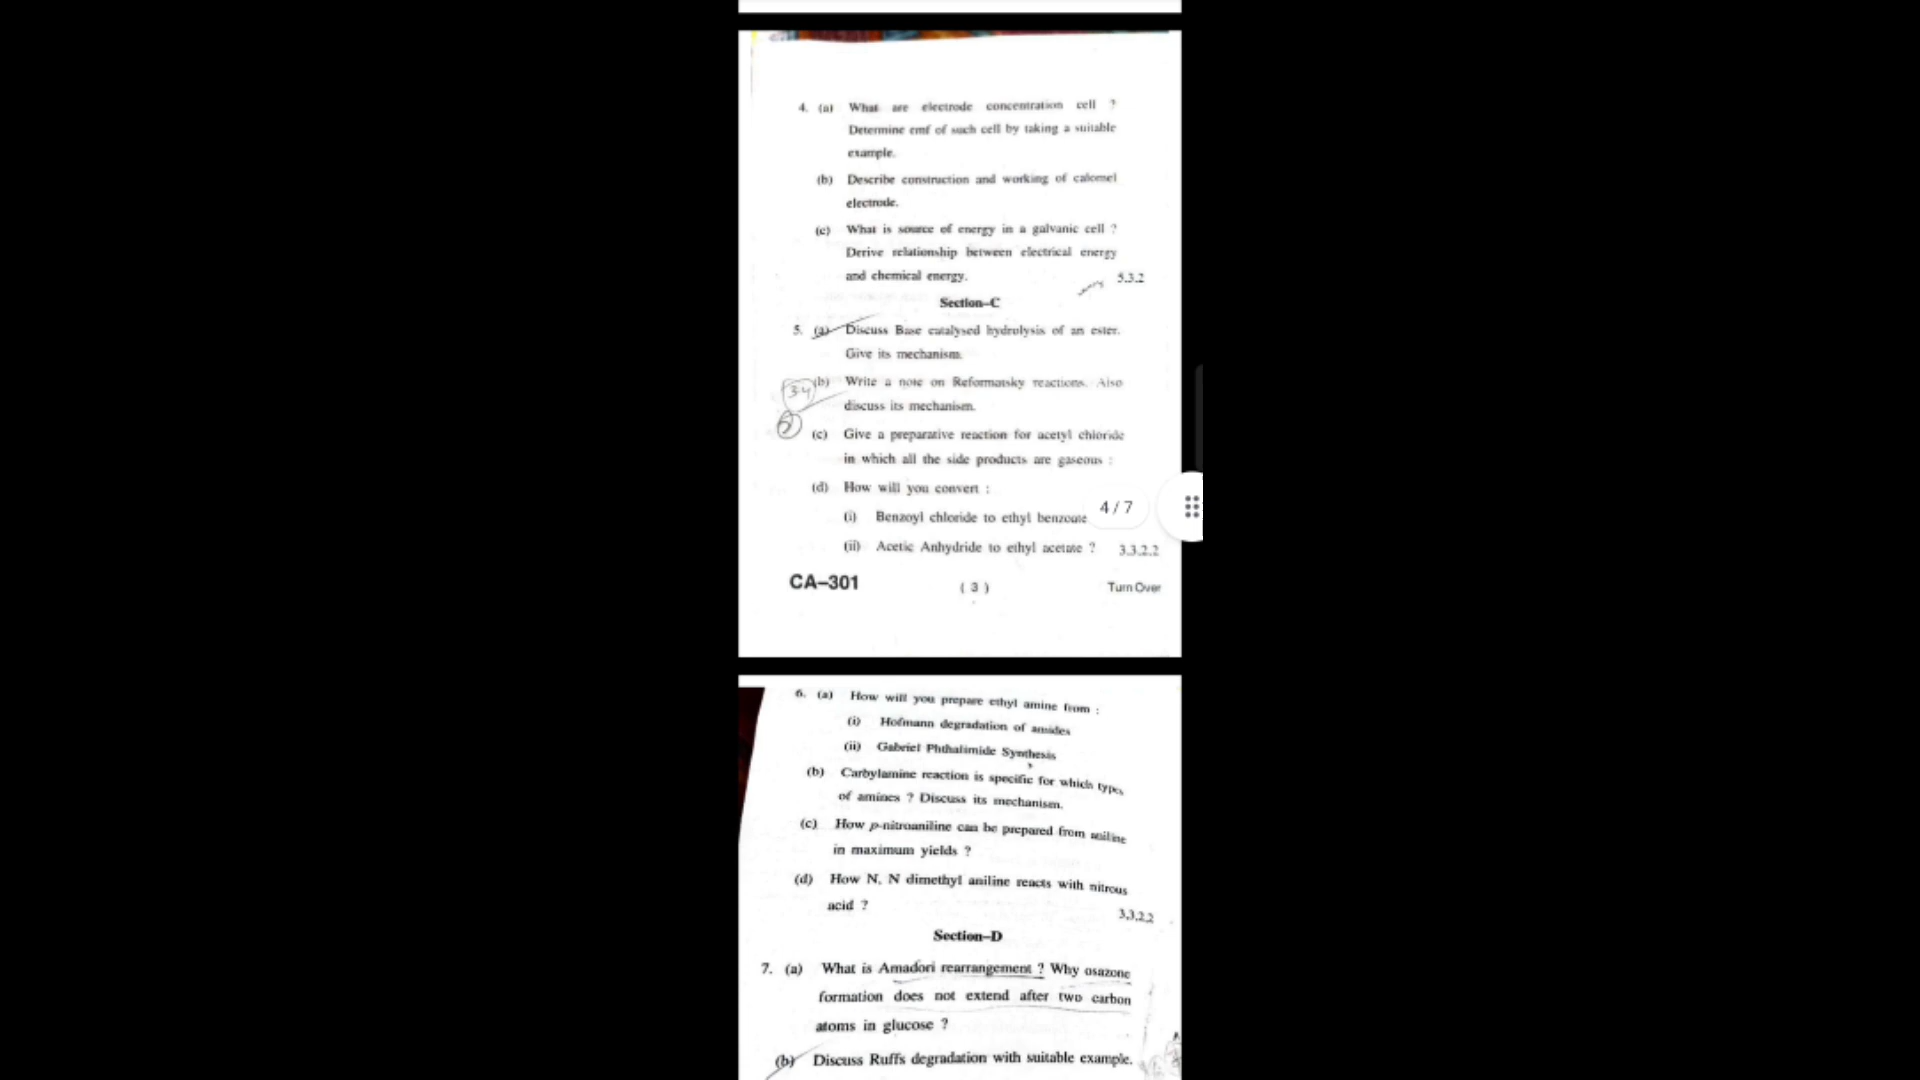 4. (a) What are electrode concentration cell ?
Determine emf of such cell by taking a suitable
example.
(b) Describe construction and working of calomel
electrode.
(c) What is source of energy in a galvanic cell ?
Derive relationship between electrical energy
and chemical energy. 5.3.2
Section–C
5. (a) Discuss Base catalysed hydrolysis of an ester.
Give its mechanism.
34 (b) Write a note on Reformatsky reactions. Also
discuss its mechanism.
(c) Give a preparative reaction for acetyl chloride
in which all the side products are gaseous :
(d) How will you convert :
4 / 7
(i) Benzoyl chloride to ethyl benzoate
(ii) Acetic Anhydride to ethyl acetate ? 3.3.2.2
CA–301 ( 3 ) Turn Over
6. (a) How will you prepare ethyl amine from :
(i) Hofmann degradation of amides
(ii) Gabriel Phthalimide Synthesis
(b) Carbylamine reaction is specific for which types
of amines ? Discuss its mechanism.
(c) How p-nitroaniline can be prepared from aniline
in maximum yields ?
(d) How N, N dimethyl aniline reacts with nitrous
acid ? 3,3,2,2
Section–D
7. (a) What is Amadori rearrangement ? Why osazone
formation does not extend after two carbon
atoms in glucose ?
(b) Discuss Ruffs degradation with suitable example.